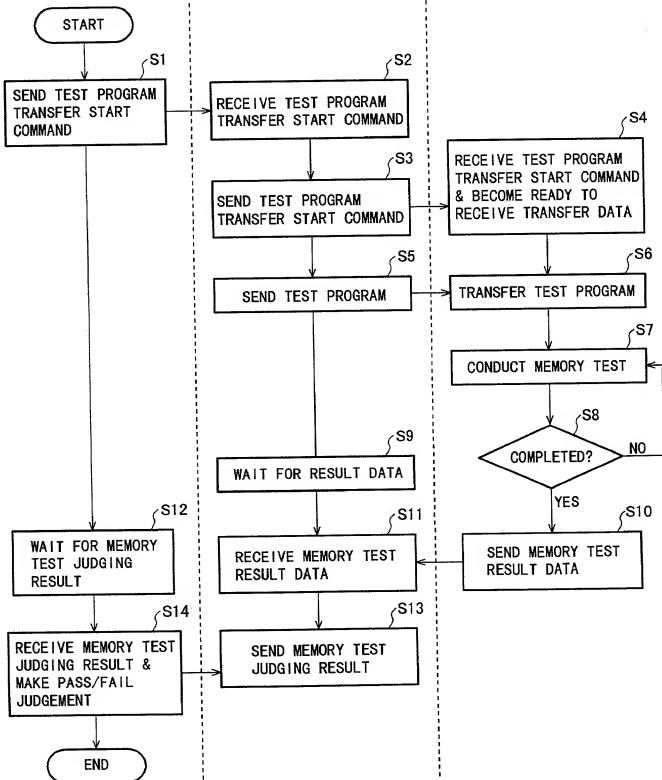 START
S1
SEND TEST PROGRAM
TRANSFER START
COMMAND
S2
RECEIVE TEST PROGRAM
TRANSFER START COMMAND
S3
SEND TEST PROGRAM
TRANSFER START COMMAND
S4
RECEIVE TEST PROGRAM
TRANSFER START COMMAND
& BECOME READY TO
RECEIVE TRANSFER DATA
S5
SEND TEST PROGRAM
S6
TRANSFER TEST PROGRAM
S7
CONDUCT MEMORY TEST
S8
COMPLETED?
NO
YES
S9
WAIT FOR RESULT DATA
S10
SEND MEMORY TEST
RESULT DATA
S11
RECEIVE MEMORY TEST
RESULT DATA
S12
WAIT FOR MEMORY
TEST JUDGING
RESULT
S13
SEND MEMORY TEST
JUDGING RESULT
S14
RECEIVE MEMORY TEST
JUDGING RESULT &
MAKE PASS/FAIL
JUDGEMENT
END